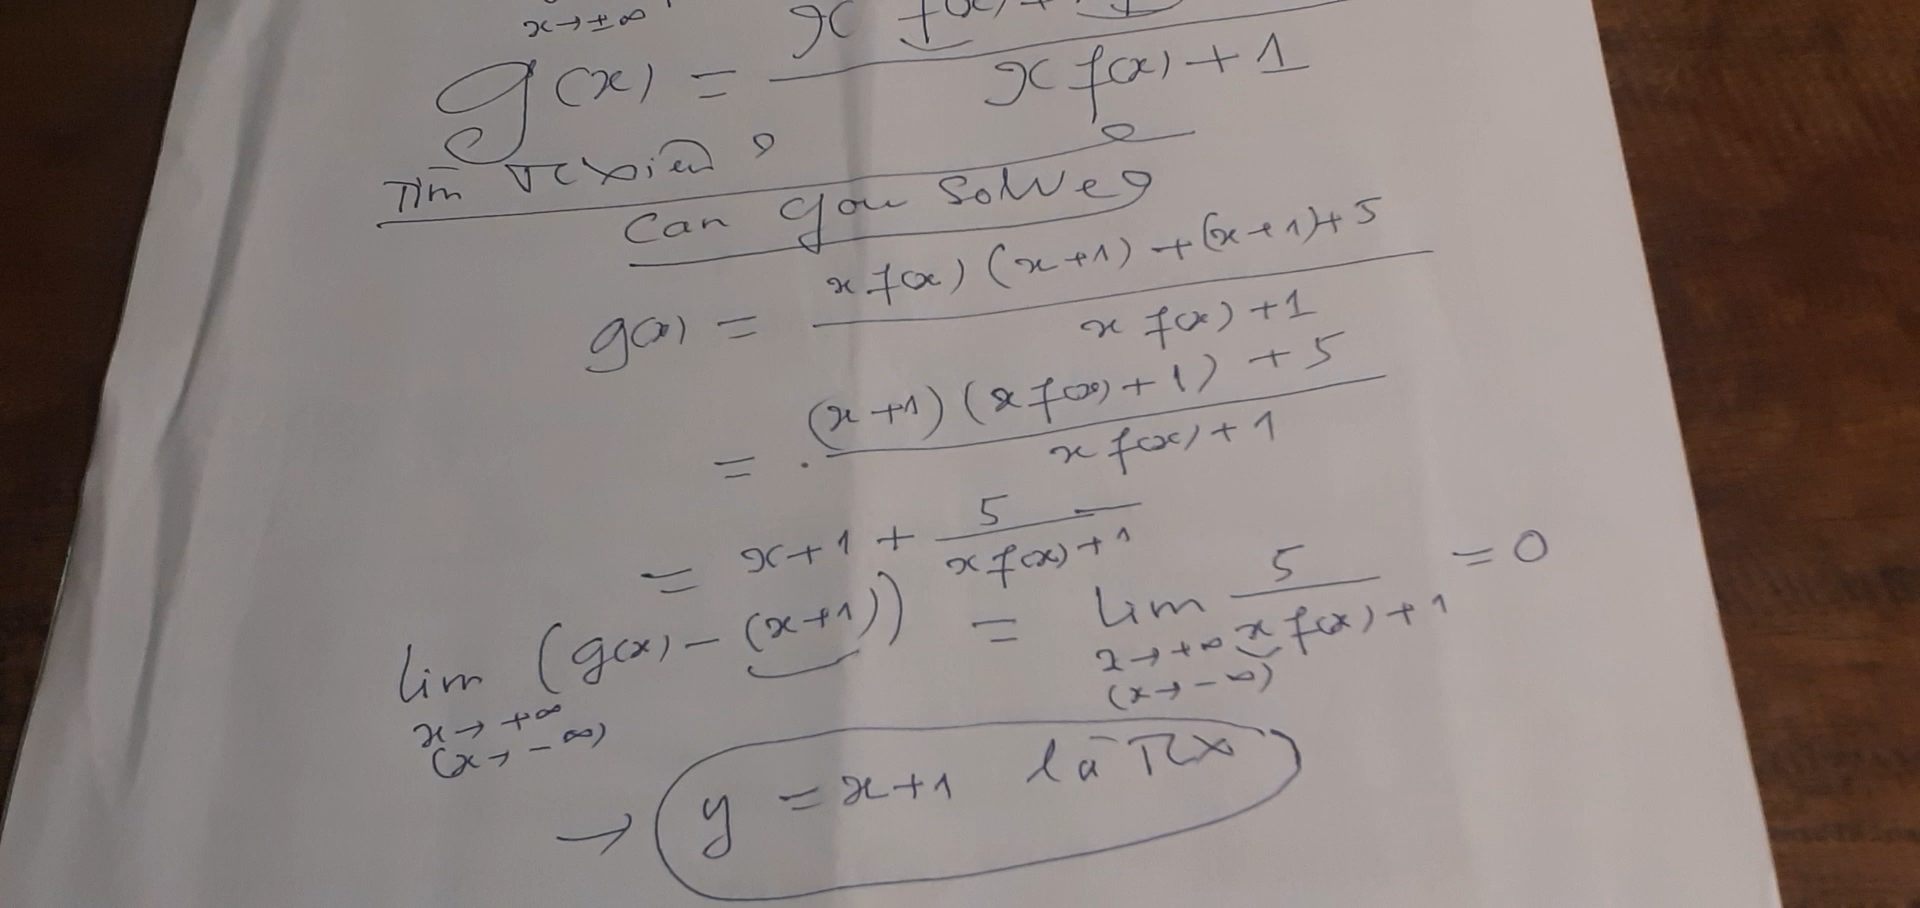 x→±∞
g(x) =
x f(x) + 1
Tìm TCXiên?
Can you solve?
x f(x) (x+1) + (x+1)+5
g(x) =
x f(x) +1
(x+1) (x f(x) + 1) + 5
=
x f(x) + 1
= x+1 + 5
x f(x) + 1
lim (g(x) - (x+1)) = lim 5 = 0
x→+∞ x f(x) + 1
(x→-∞)
x→+∞
(x→-∞)
→ y = x+1 là TCX